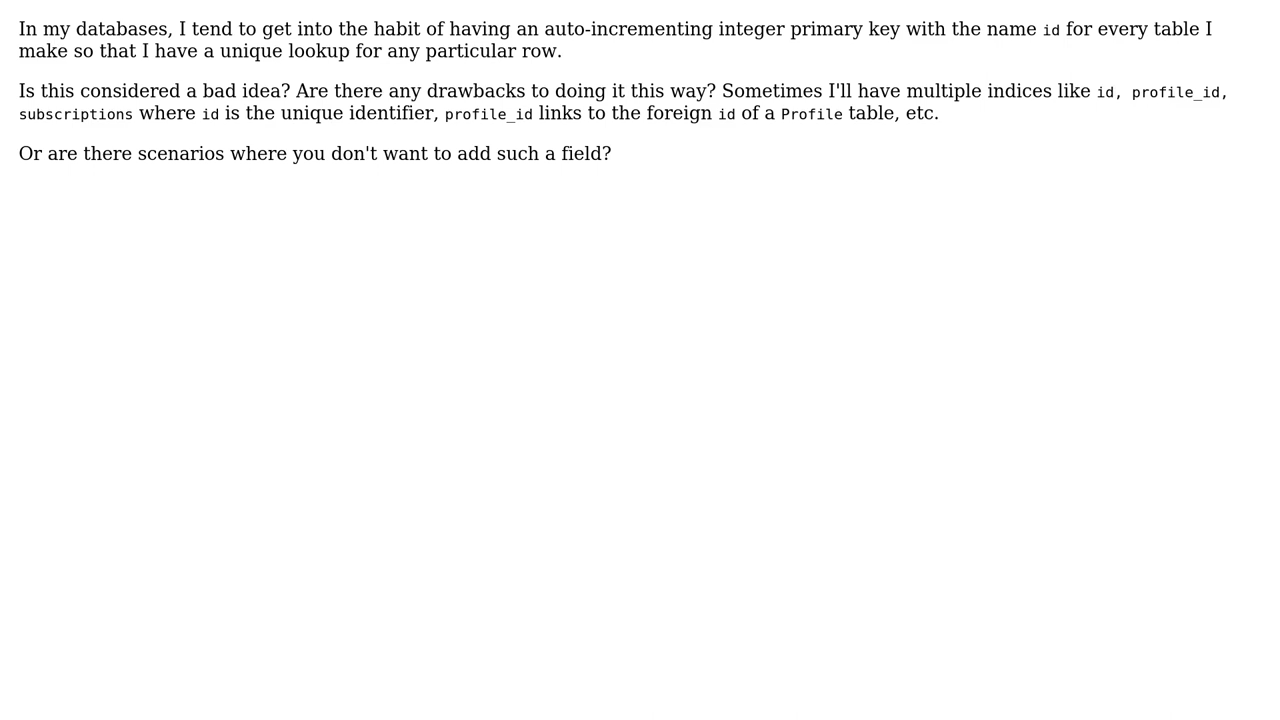 In my databases, I tend to get into the habit of having an auto-incrementing integer primary key with the name id for every table I
make so that I have a unique lookup for any particular row.
Is this considered a bad idea? Are there any drawbacks to doing it this way? Sometimes I'll have multiple indices like id, profile_id,
subscriptions where id is the unique identifier, profile_id links to the foreign id of a Profile table, etc.
Or are there scenarios where you don't want to add such a field?